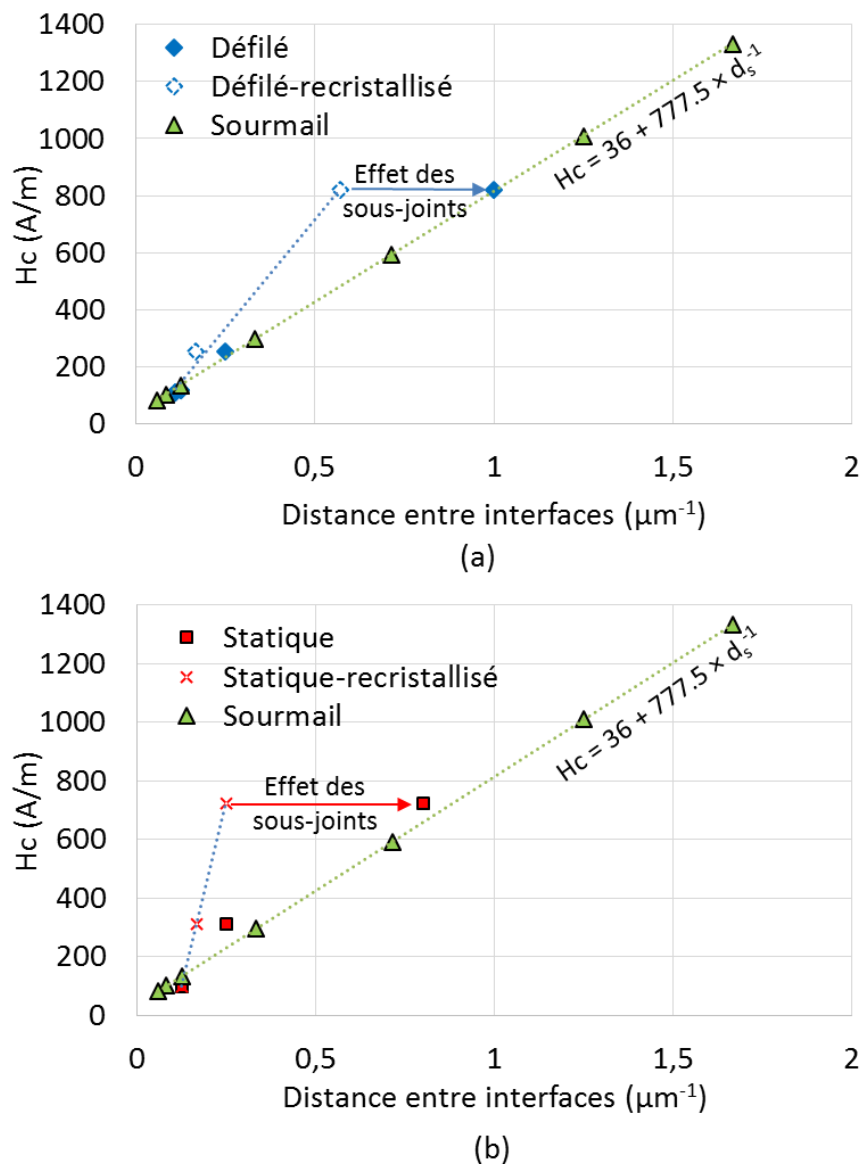 1400
1200
1000
800
600
400
200
0
Hc (A/m)
Défilé
Défilé-recristallisé
Sourmail
Effet des
sous-joints
Hc = 36 + 777.5 × dₛ⁻¹
0
0,5
1
1,5
2
Distance entre interfaces (µm⁻¹)
(a)
1400
1200
1000
800
600
400
200
0
Hc (A/m)
Statique
Statique-recristallisé
Sourmail
Effet des
sous-joints
Hc = 36 + 777.5 × dₛ⁻¹
0
0,5
1
1,5
2
Distance entre interfaces (µm⁻¹)
(b)